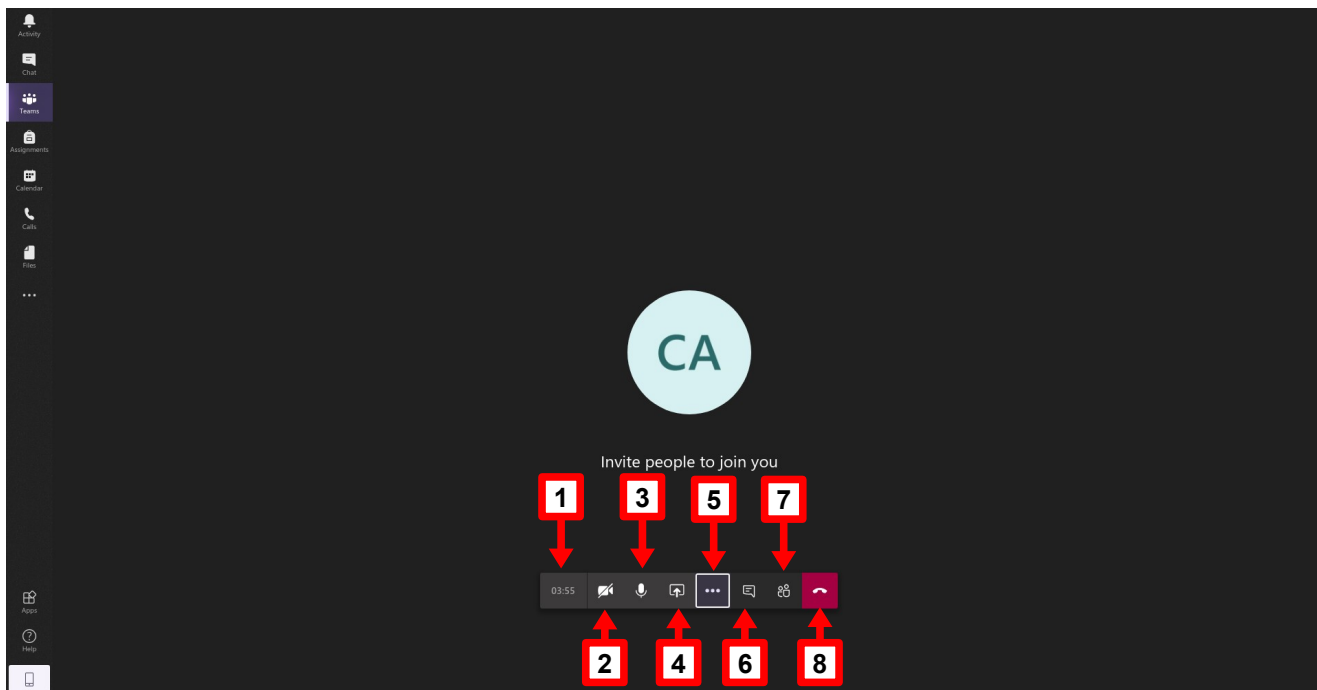 Activity
Chat
Teams
Assignments
Calendar
Calls
Files
CA
Invite people to join you
1
3
5
7
03:55
2
4
6
8
Apps
Help